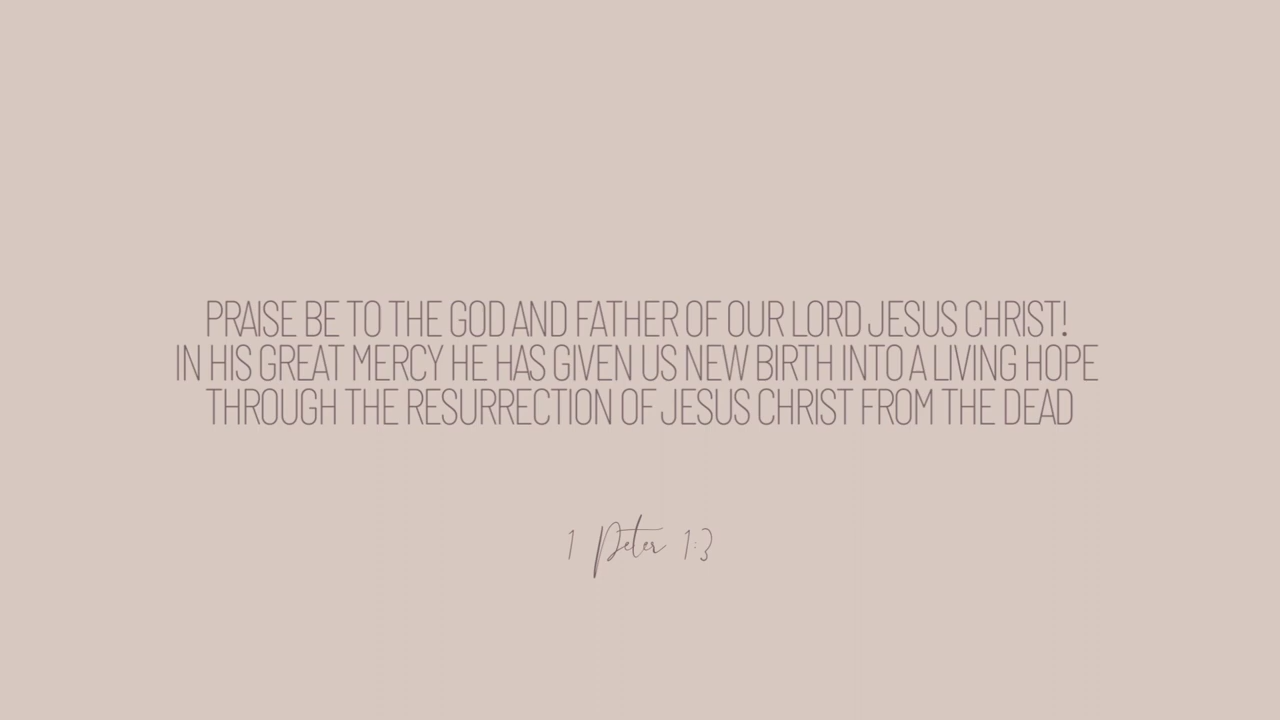 PRAISE BE TO THE GOD AND FATHER OF OUR LORD JESUS CHRIST!
IN HIS GREAT MERCY HE HAS GIVEN US NEW BIRTH INTO A LIVING HOPE
THROUGH THE RESURRECTION OF JESUS CHRIST FROM THE DEAD
1 Peter 1:3